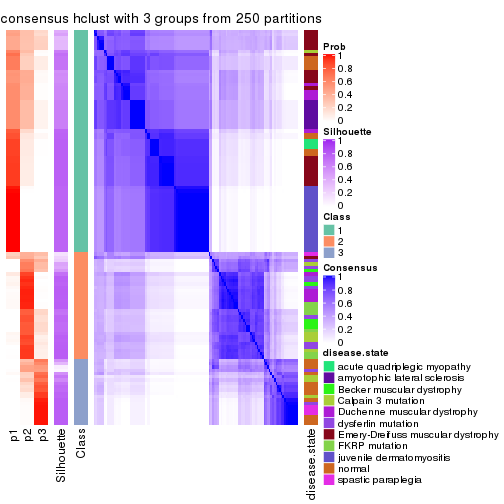 consensus hclust with 3 groups from 250 partitions
Prob
1
0.8
0.6
0.4
0.2
0
Silhouette
1
0.8
0.6
0.4
0.2
0
Class
1
2
3
Consensus
1
0.8
0.6
0.4
0.2
0
disease.state
acute quadriplegic myopathy
amyotrophic lateral sclerosis
Becker muscular dystrophy
Calpain 3 mutation
Duchenne muscular dystrophy
dysferlin mutation
Emery-Dreifuss muscular dystrophy
FKRP mutation
juvenile dermatomyositis
normal
spastic paraplegia
p1
p2
p3
Silhouette
Class
disease.state